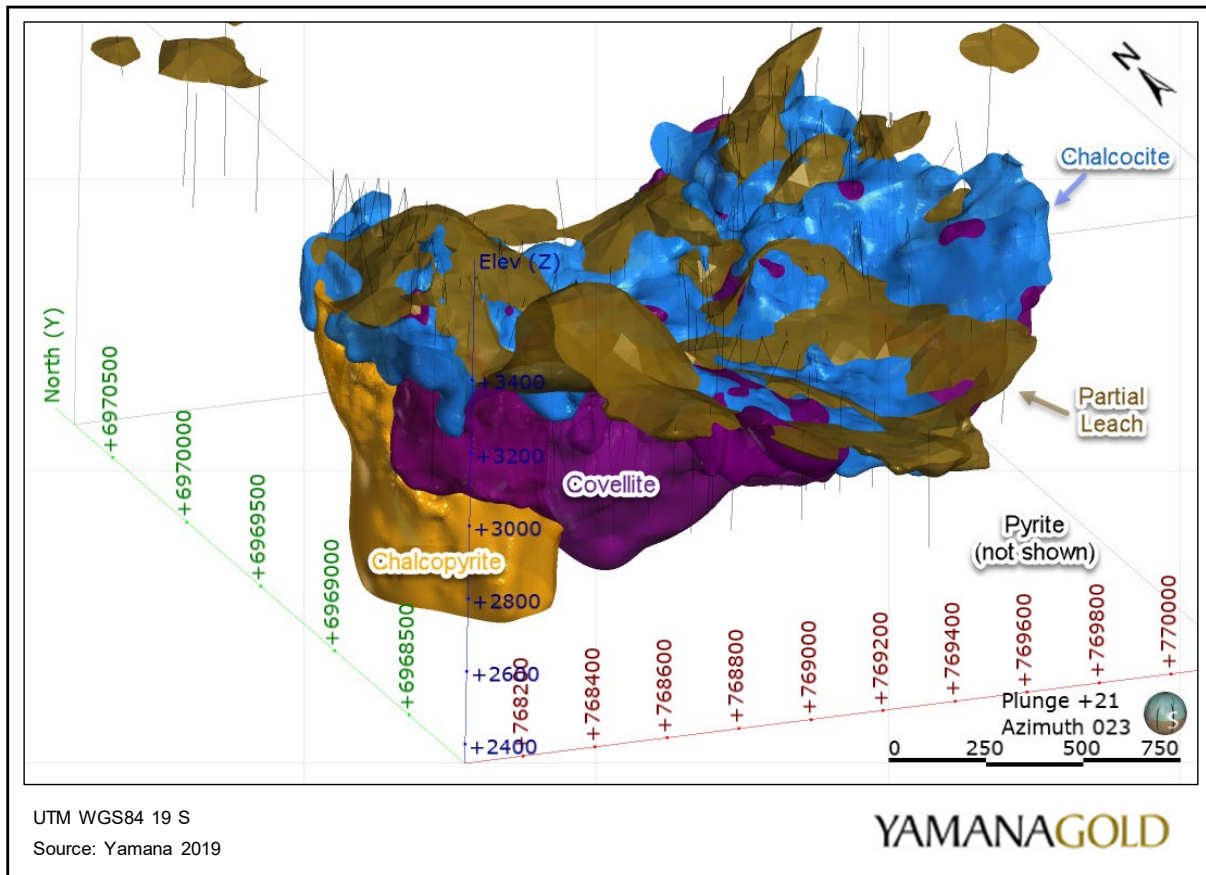 N
Chalcocite
Elev (Z)
North (Y)
+3400
Partial
Leach
+6970500
+3200
Covellite
+6970000
+3000
Pyrite
(not shown)
+6969500
Chalcopyrite
+2800
+6969000
+2600
+6968500
+2400
+768200
+768400
+768600
+768800
+769000
+769200
+769400
+769600
+769800
+770000
Plunge +21
Azimuth 023
S
0 250 500 750
UTM WGS84 19 S
Source: Yamana 2019
YAMANAGOLD